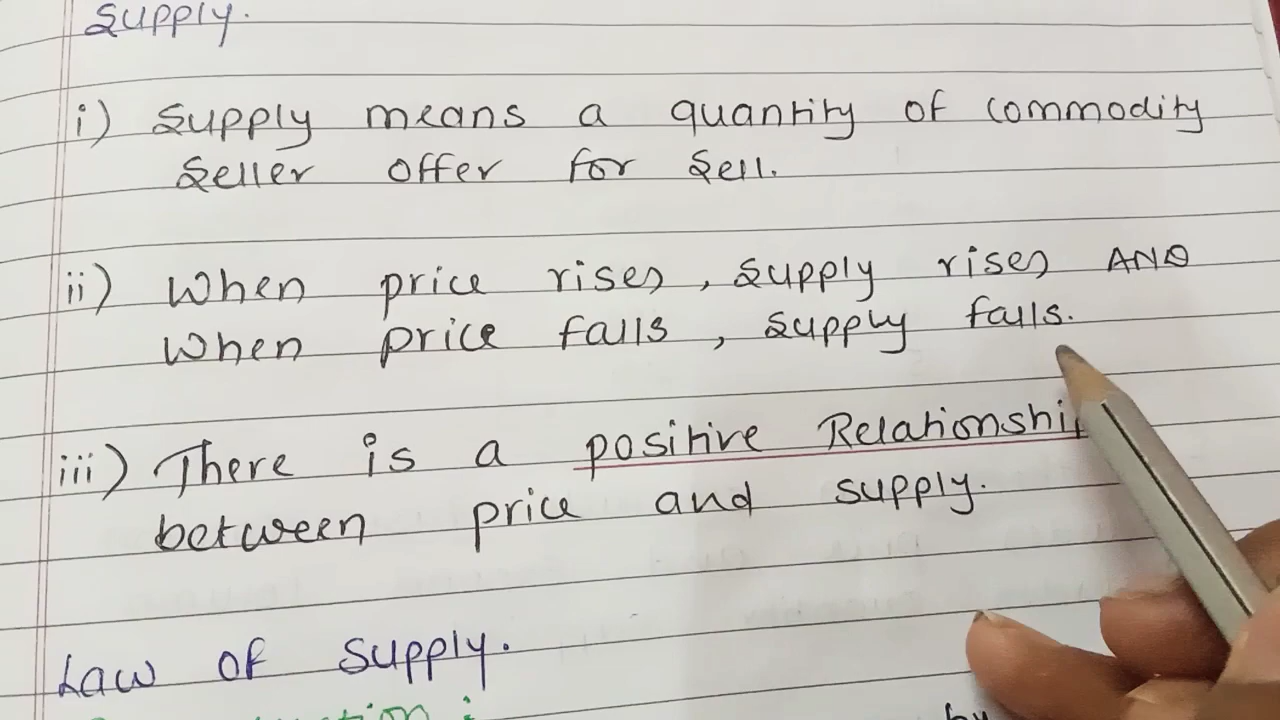 Supply.
i) Supply means a quantity of commodity
Seller offer for Sell.
ii) When price rises, Supply rises AND
When price falls, Supply falls.
iii) There is a positive Relationship
between price and supply.
Law of Supply.
by